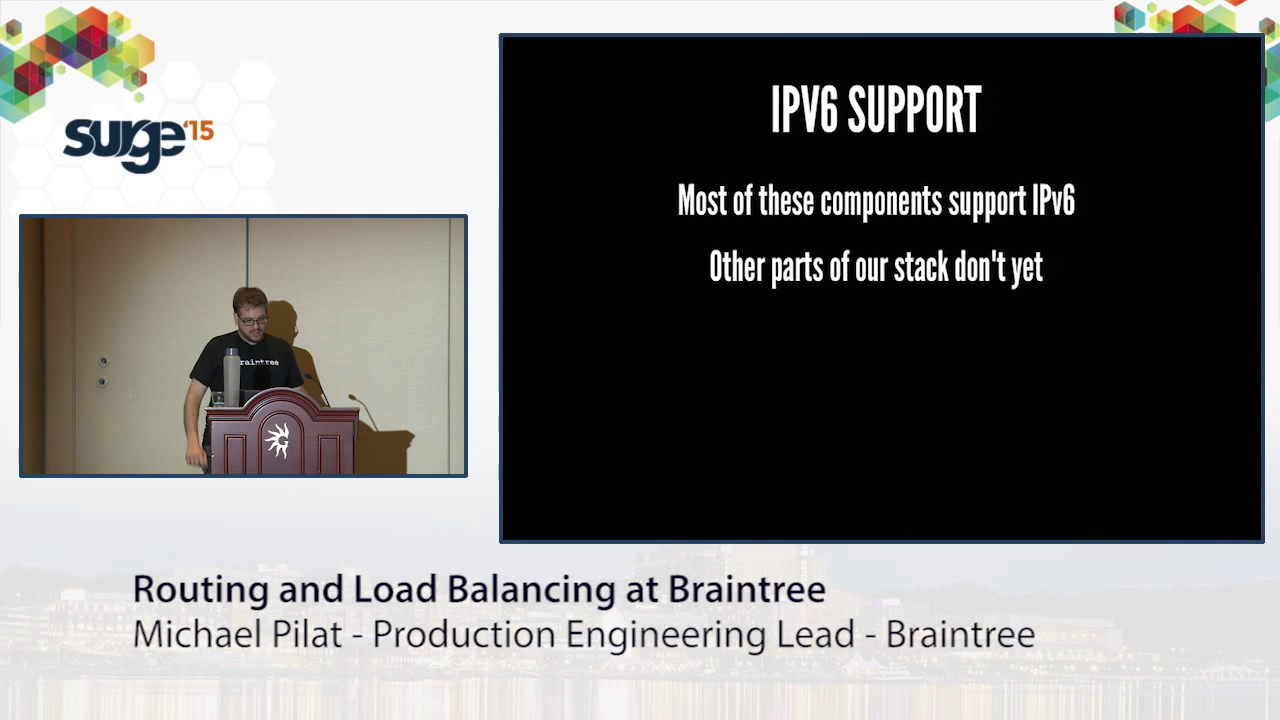 surge'15
IPV6 SUPPORT
Most of these components support IPv6
Other parts of our stack don't yet
raintree
Routing and Load Balancing at Braintree
Michael Pilat - Production Engineering Lead - Braintree